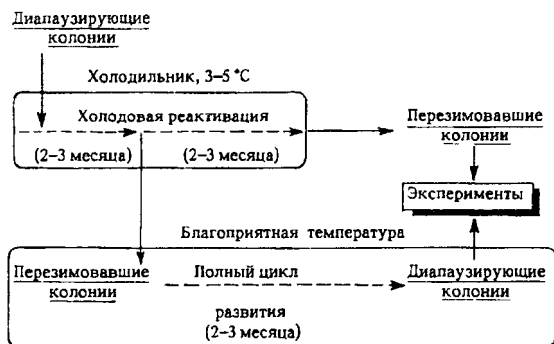 Диапаузирующие
колонии
Холодильник, 3–5 °C
Холодовая реактивация
(2–3 месяца)
(2–3 месяца)
Перезимовавшие
колонии
Эксперименты
Благоприятная температура
Перезимовавшие
колонии
Полный цикл
развития
(2–3 месяца)
Диапаузирующие
колонии